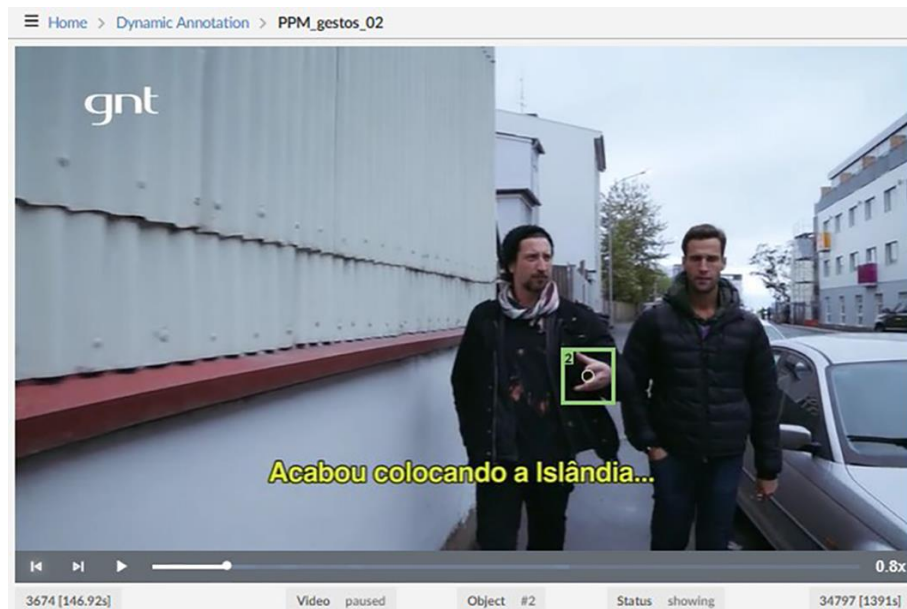 ☰ Home > Dynamic Annotation > PPM_gestos_02
gnt
2
Acabou colocando a Islândia...
0.8x
3674 [146.92s] Video paused Object #2 Status showing 34797 [1391s]